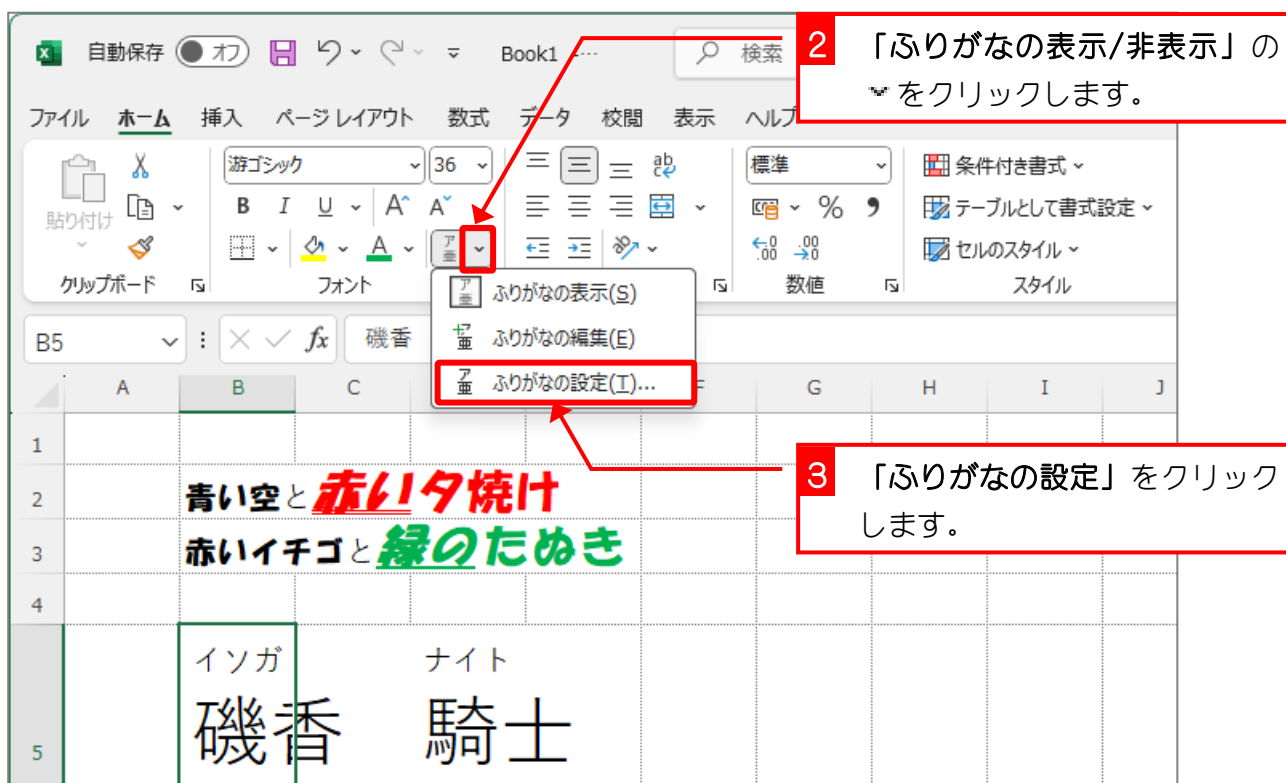 自動保存 オフ Book1 -… 検索
2 「ふりがなの表示/非表示」の
をクリックします。
ファイル ホーム 挿入 ページ レイアウト 数式 データ 校閲 表示 ヘルプ
游ゴシック 36 ab 標準 条件付き書式
貼り付け B I U A A % 9 テーブルとして書式設定
ア亜 A .00 .00 セルのスタイル
クリップボード フォント 数値 スタイル
ふりがなの表示(S)
ふりがなの編集(E)
ふりがなの設定(T)...
B5 fx 磯香
A B C F G H I J
1
3 「ふりがなの設定」をクリック
します。
2 青い空と赤い夕焼け
3 赤いイチゴと緑のたぬき
4
イソガ ナイト
5 磯香 騎士